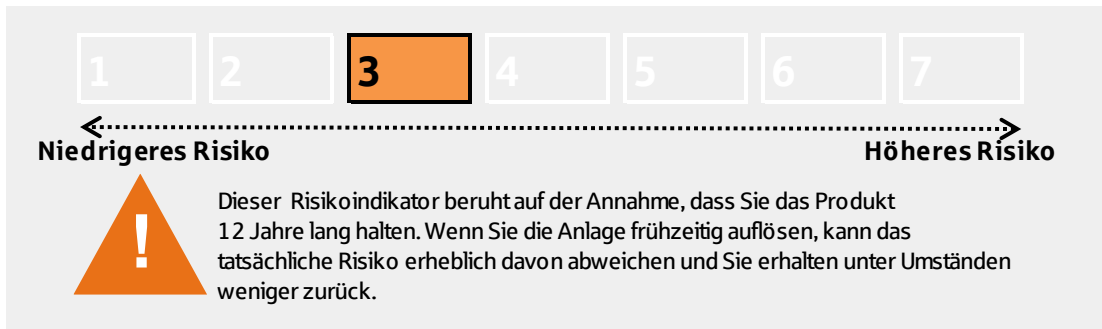 1 2 3 4 5 6 7
Niedrigeres Risiko Höheres Risiko
!
Dieser Risikoindikator beruht auf der Annahme, dass Sie das Produkt
12 Jahre lang halten. Wenn Sie die Anlage frühzeitig auflösen, kann das
tatsächliche Risiko erheblich davon abweichen und Sie erhalten unter Umständen
weniger zurück.